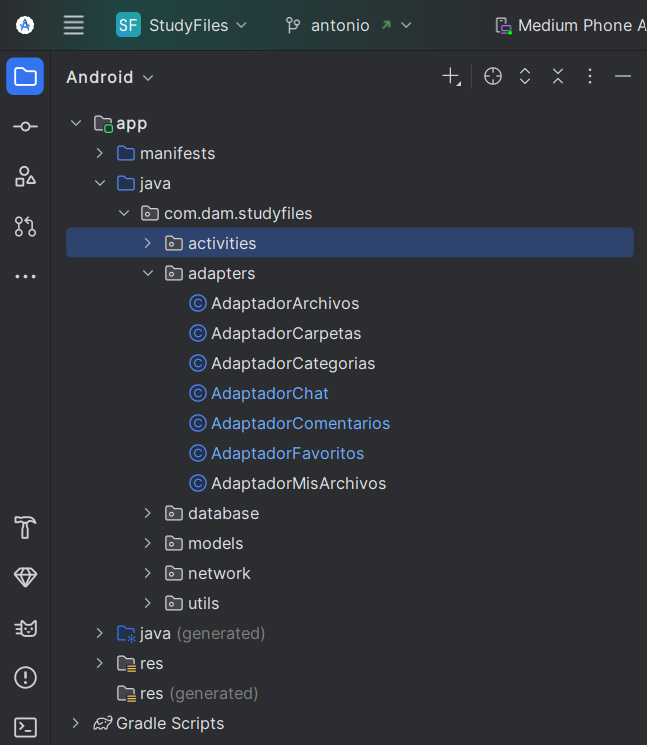 SF StudyFiles antonio Medium Phone A
Android
app
manifests
java
com.dam.studyfiles
activities
adapters
AdaptadorArchivos
AdaptadorCarpetas
AdaptadorCategorias
AdaptadorChat
AdaptadorComentarios
AdaptadorFavoritos
AdaptadorMisArchivos
database
models
network
utils
java (generated)
res
res (generated)
Gradle Scripts